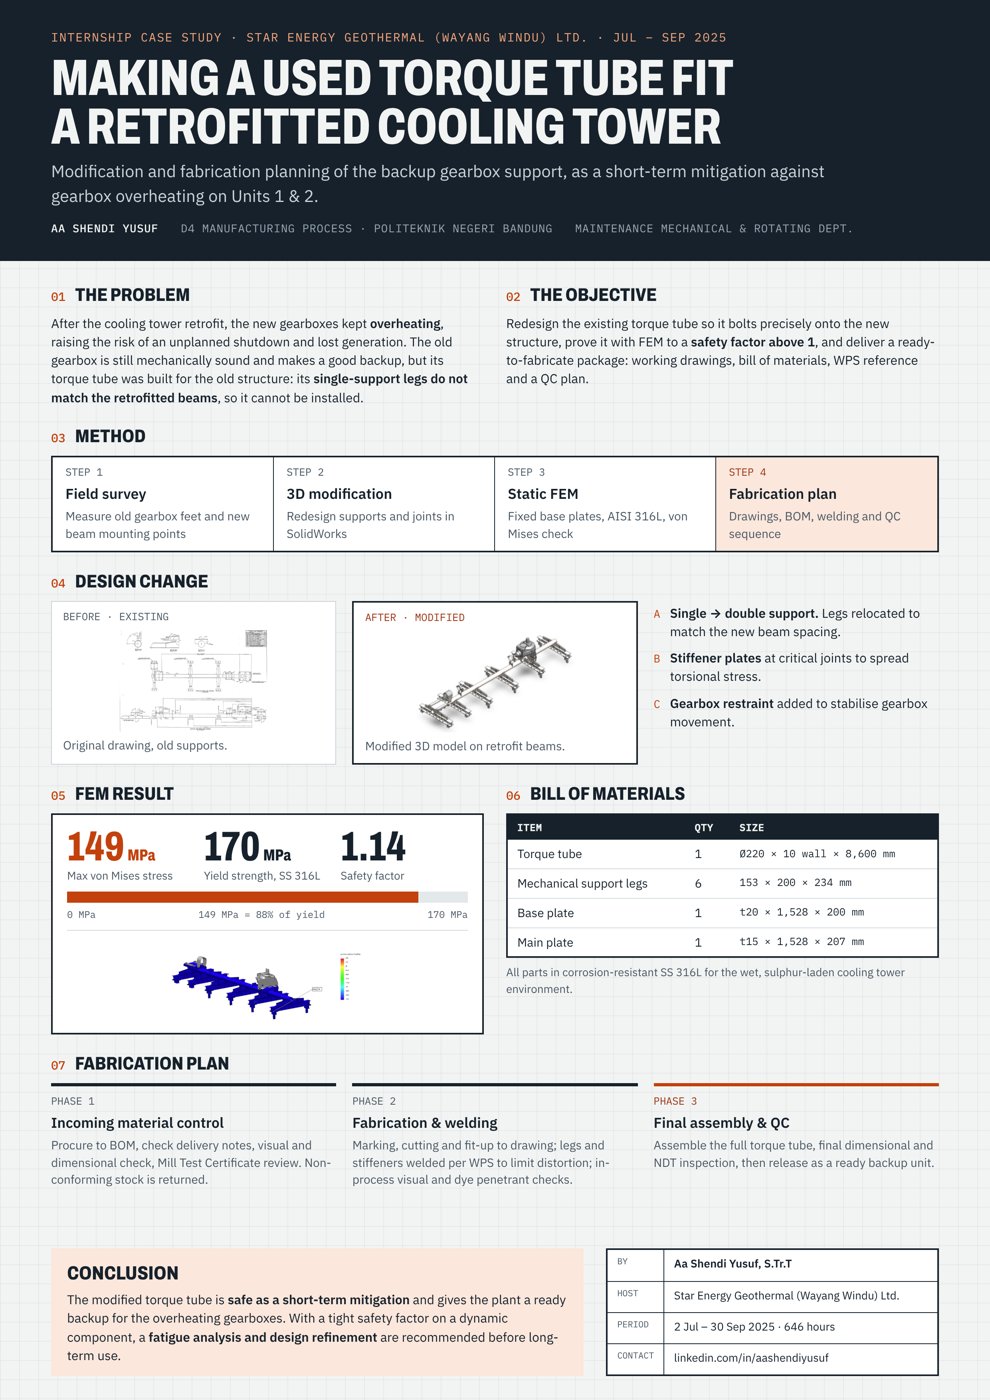 INTERNSHIP CASE STUDY · STAR ENERGY GEOTHERMAL (WAYANG WINDU) LTD. · JUL – SEP 2025
MAKING A USED TORQUE TUBE FIT
A RETROFITTED COOLING TOWER
Modification and fabrication planning of the backup gearbox support, as a short-term mitigation against
gearbox overheating on Units 1 & 2.
AA SHENDI YUSUF D4 MANUFACTURING PROCESS · POLITEKNIK NEGERI BANDUNG MAINTENANCE MECHANICAL & ROTATING DEPT.
01 THE PROBLEM
After the cooling tower retrofit, the new gearboxes kept overheating,
raising the risk of an unplanned shutdown and lost generation. The old
gearbox is still mechanically sound and makes a good backup, but its
torque tube was built for the old structure: its single-support legs do not
match the retrofitted beams, so it cannot be installed.
02 THE OBJECTIVE
Redesign the existing torque tube so it bolts precisely onto the new
structure, prove it with FEM to a safety factor above 1, and deliver a ready-
to-fabricate package: working drawings, bill of materials, WPS reference
and a QC plan.
03 METHOD
STEP 1
Field survey
Measure old gearbox feet and new
beam mounting points
STEP 2
3D modification
Redesign supports and joints in
SolidWorks
STEP 3
Static FEM
Fixed base plates, AISI 316L, von
Mises check
STEP 4
Fabrication plan
Drawings, BOM, welding and QC
sequence
04 DESIGN CHANGE
BEFORE · EXISTING
Original drawing, old supports.
AFTER · MODIFIED
Modified 3D model on retrofit beams.
A Single → double support. Legs relocated to
match the new beam spacing.
B Stiffener plates at critical joints to spread
torsional stress.
C Gearbox restraint added to stabilise gearbox
movement.
05 FEM RESULT
149 MPa
Max von Mises stress
170 MPa
Yield strength, SS 316L
1.14
Safety factor
0 MPa 149 MPa = 88% of yield 170 MPa
06 BILL OF MATERIALS
ITEM QTY SIZE
Torque tube 1 Ø220 × 10 wall × 8,600 mm
Mechanical support legs 6 153 × 200 × 234 mm
Base plate 1 t20 × 1,528 × 200 mm
Main plate 1 t15 × 1,528 × 207 mm
All parts in corrosion-resistant SS 316L for the wet, sulphur-laden cooling tower
environment.
07 FABRICATION PLAN
PHASE 1
Incoming material control
Procure to BOM, check delivery notes, visual and
dimensional check, Mill Test Certificate review. Non-
conforming stock is returned.
PHASE 2
Fabrication & welding
Marking, cutting and fit-up to drawing; legs and
stiffeners welded per WPS to limit distortion; in-
process visual and dye penetrant checks.
PHASE 3
Final assembly & QC
Assemble the full torque tube, final dimensional and
NDT inspection, then release as a ready backup unit.
CONCLUSION
The modified torque tube is safe as a short-term mitigation and gives the plant a ready
backup for the overheating gearboxes. With a tight safety factor on a dynamic
component, a fatigue analysis and design refinement are recommended before long-
term use.
BY Aa Shendi Yusuf, S.Tr.T
HOST Star Energy Geothermal (Wayang Windu) Ltd.
PERIOD 2 Jul – 30 Sep 2025 · 646 hours
CONTACT linkedin.com/in/aashendiyusuf